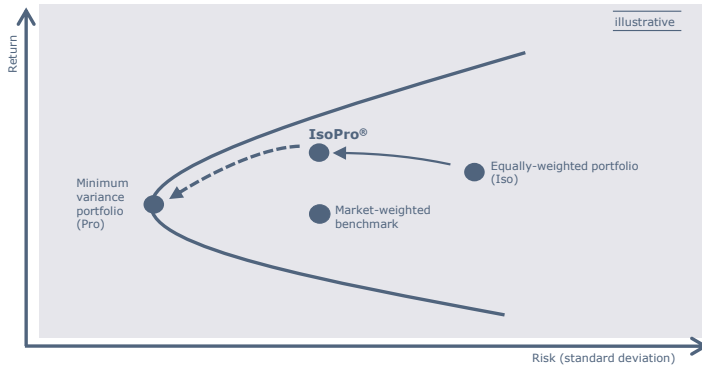 illustrative
Return
IsoPro®
Equally-weighted portfolio
(Iso)
Minimum
variance
portfolio
(Pro)
Market-weighted
benchmark
Risk (standard deviation)